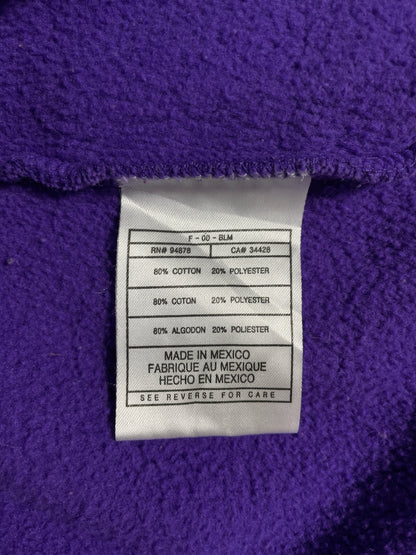 F - 00 - BLM
RN# 94878 CA# 34428
80% COTTON 20% POLYESTER
80% COTON 20% POLYESTER
80% ALGODON 20% POLIESTER
MADE IN MEXICO
FABRIQUE AU MEXIQUE
HECHO EN MEXICO
SEE REVERSE FOR CARE